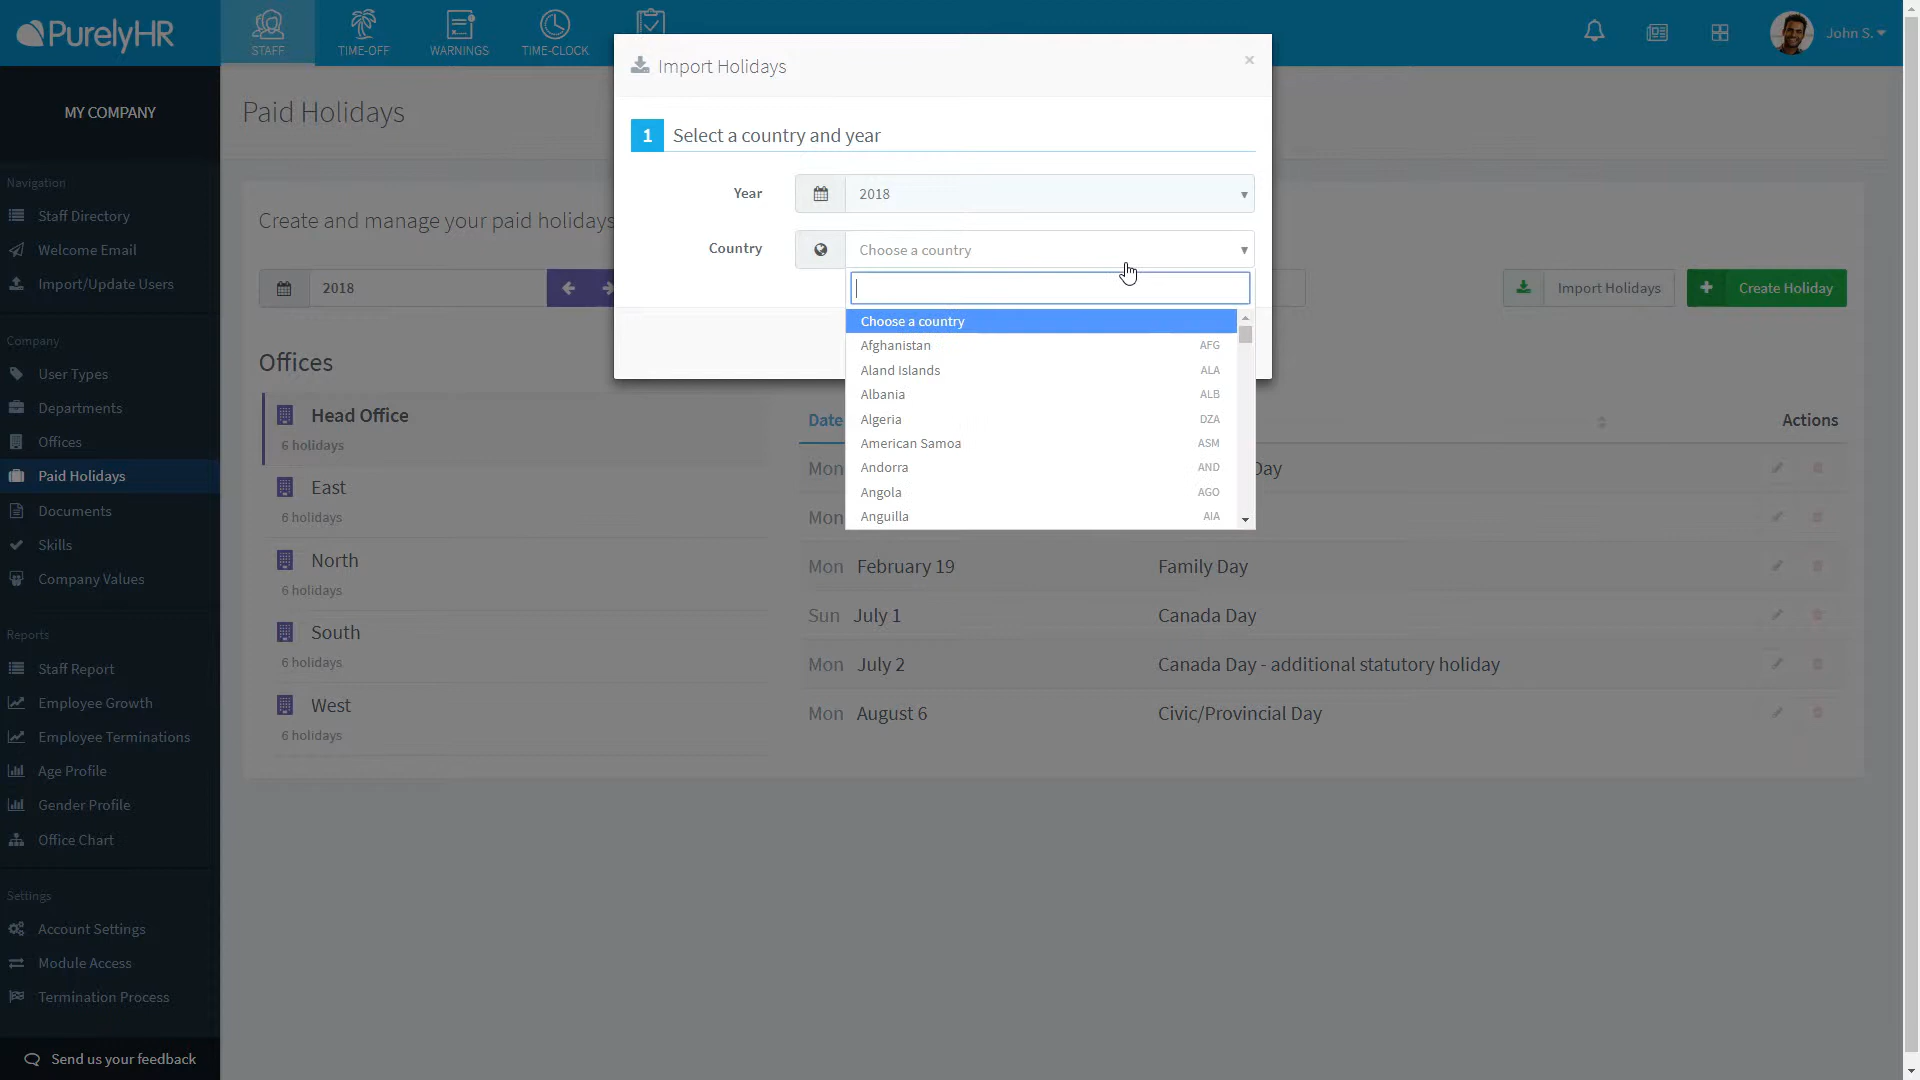 PurelyHR
STAFF
TIME-OFF
WARNINGS
TIME-CLOCK
John S.
MY COMPANY
Navigation
Staff Directory
Welcome Email
Import/Update Users
Company
User Types
Departments
Offices
Paid Holidays
Documents
Skills
Company Values
Reports
Staff Report
Employee Growth
Employee Terminations
Age Profile
Gender Profile
Office Chart
Settings
Account Settings
Module Access
Termination Process
Send us your feedback
Paid Holidays
Create and manage your paid holidays
2018
Import Holidays
Create Holiday
Offices
Head Office
6 holidays
East
6 holidays
North
6 holidays
South
6 holidays
West
6 holidays
Date
Actions
Mon
Day
Mon
Mon February 19 Family Day
Sun July 1 Canada Day
Mon July 2 Canada Day - additional statutory holiday
Mon August 6 Civic/Provincial Day
Import Holidays
×
1 Select a country and year
Year 2018
Country Choose a country
Choose a country
Afghanistan AFG
Aland Islands ALA
Albania ALB
Algeria DZA
American Samoa ASM
Andorra AND
Angola AGO
Anguilla AIA